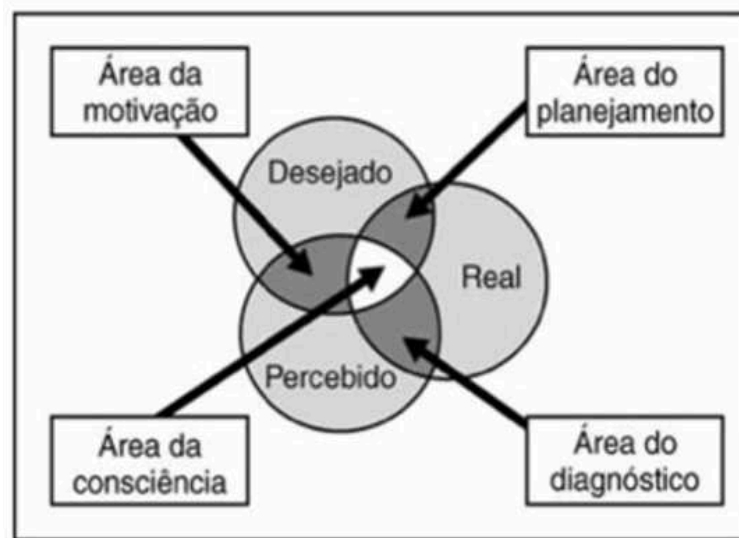 Área da
motivação
Área do
planejamento
Desejado
Real
Percebido
Área da
consciência
Área do
diagnóstico